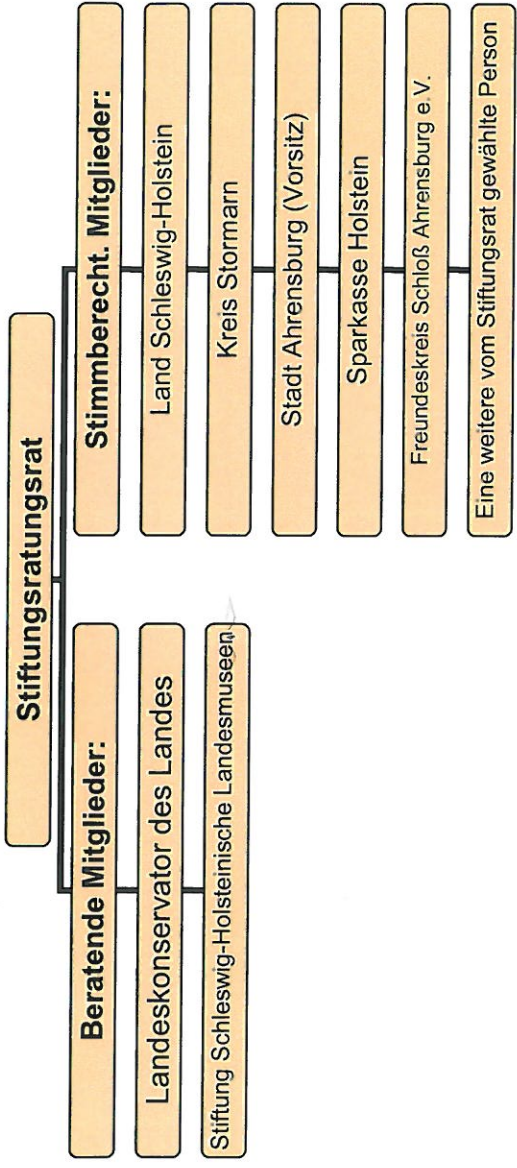 Stiftungsratungsrat
Beratende Mitglieder:
Landeskonservator des Landes
Stiftung Schleswig-Holsteinische Landesmuseen
Stimmberecht. Mitglieder:
Land Schleswig-Holstein
Kreis Stormarn
Stadt Ahrensburg (Vorsitz)
Sparkasse Holstein
Freundeskreis Schloß Ahrensburg e.V.
Eine weitere vom Stiftungsrat gewählte Person